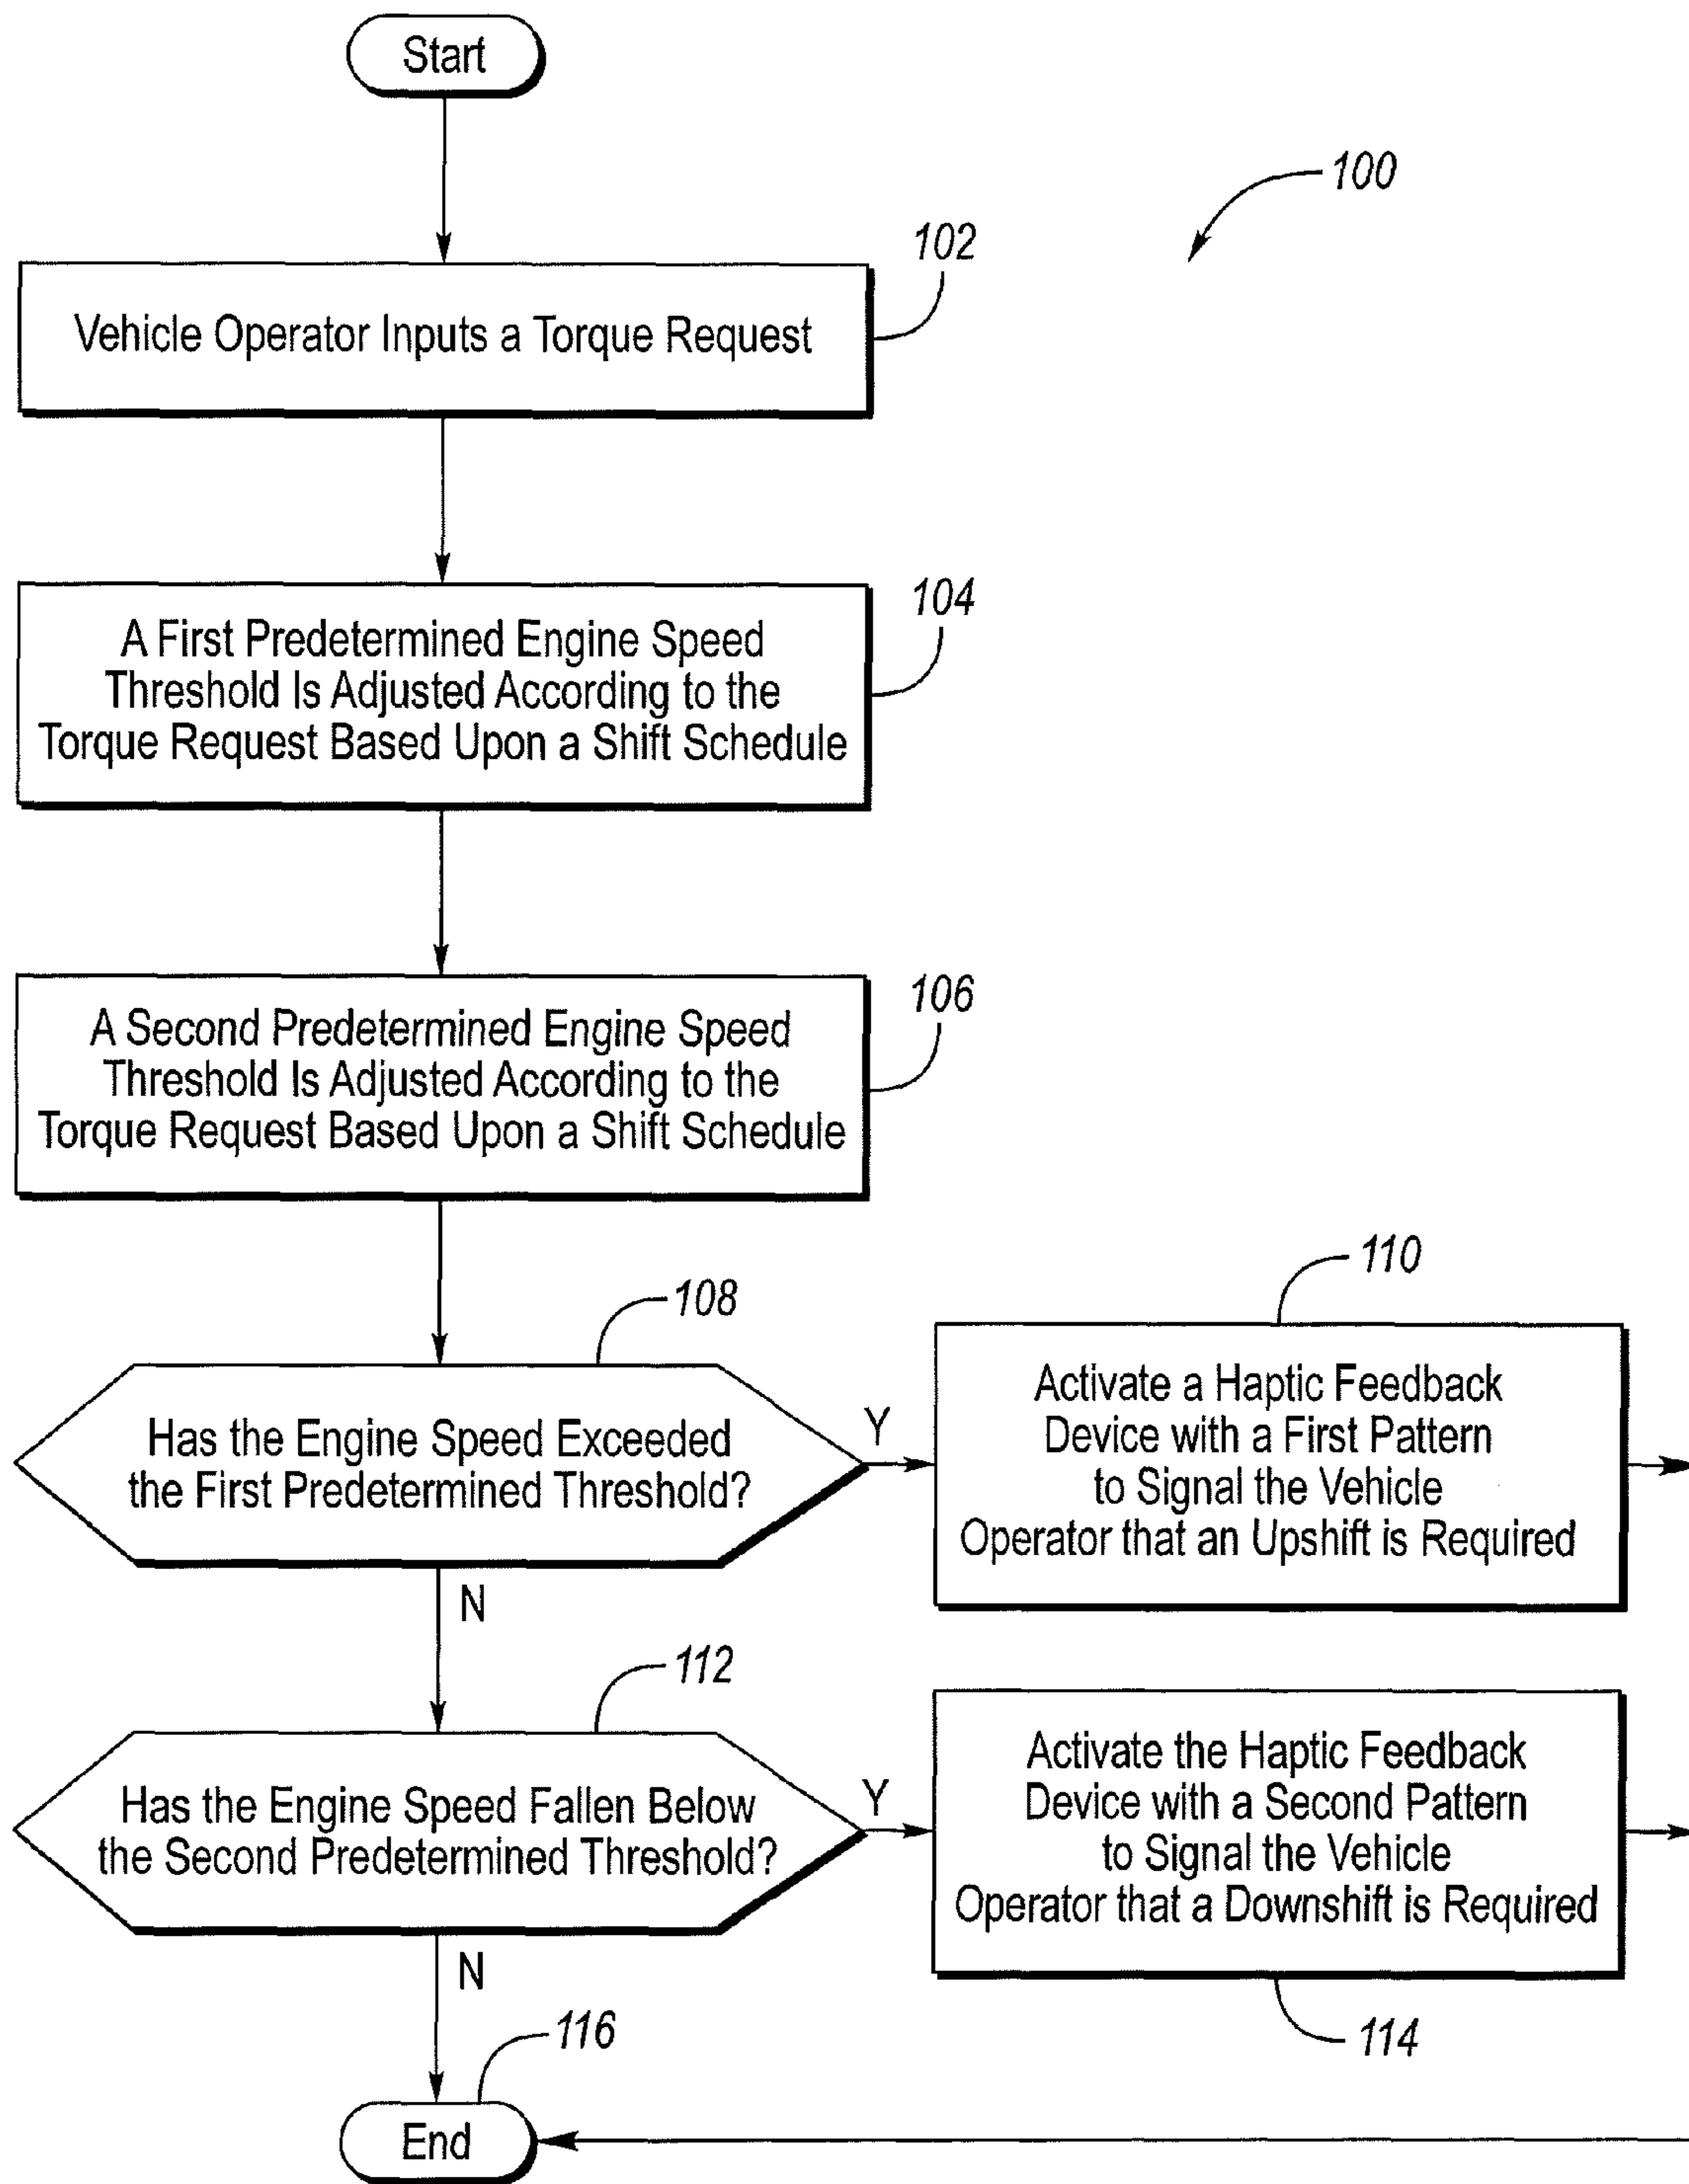 Start
100
102
Vehicle Operator Inputs a Torque Request
104
A First Predetermined Engine Speed
Threshold Is Adjusted According to the
Torque Request Based Upon a Shift Schedule
106
A Second Predetermined Engine Speed
Threshold Is Adjusted According to the
Torque Request Based Upon a Shift Schedule
108
Has the Engine Speed Exceeded
the First Predetermined Threshold?
Y
110
Activate a Haptic Feedback
Device with a First Pattern
to Signal the Vehicle
Operator that an Upshift is Required
N
112
Has the Engine Speed Fallen Below
the Second Predetermined Threshold?
Y
Activate the Haptic Feedback
Device with a Second Pattern
to Signal the Vehicle
Operator that a Downshift is Required
114
N
116
End